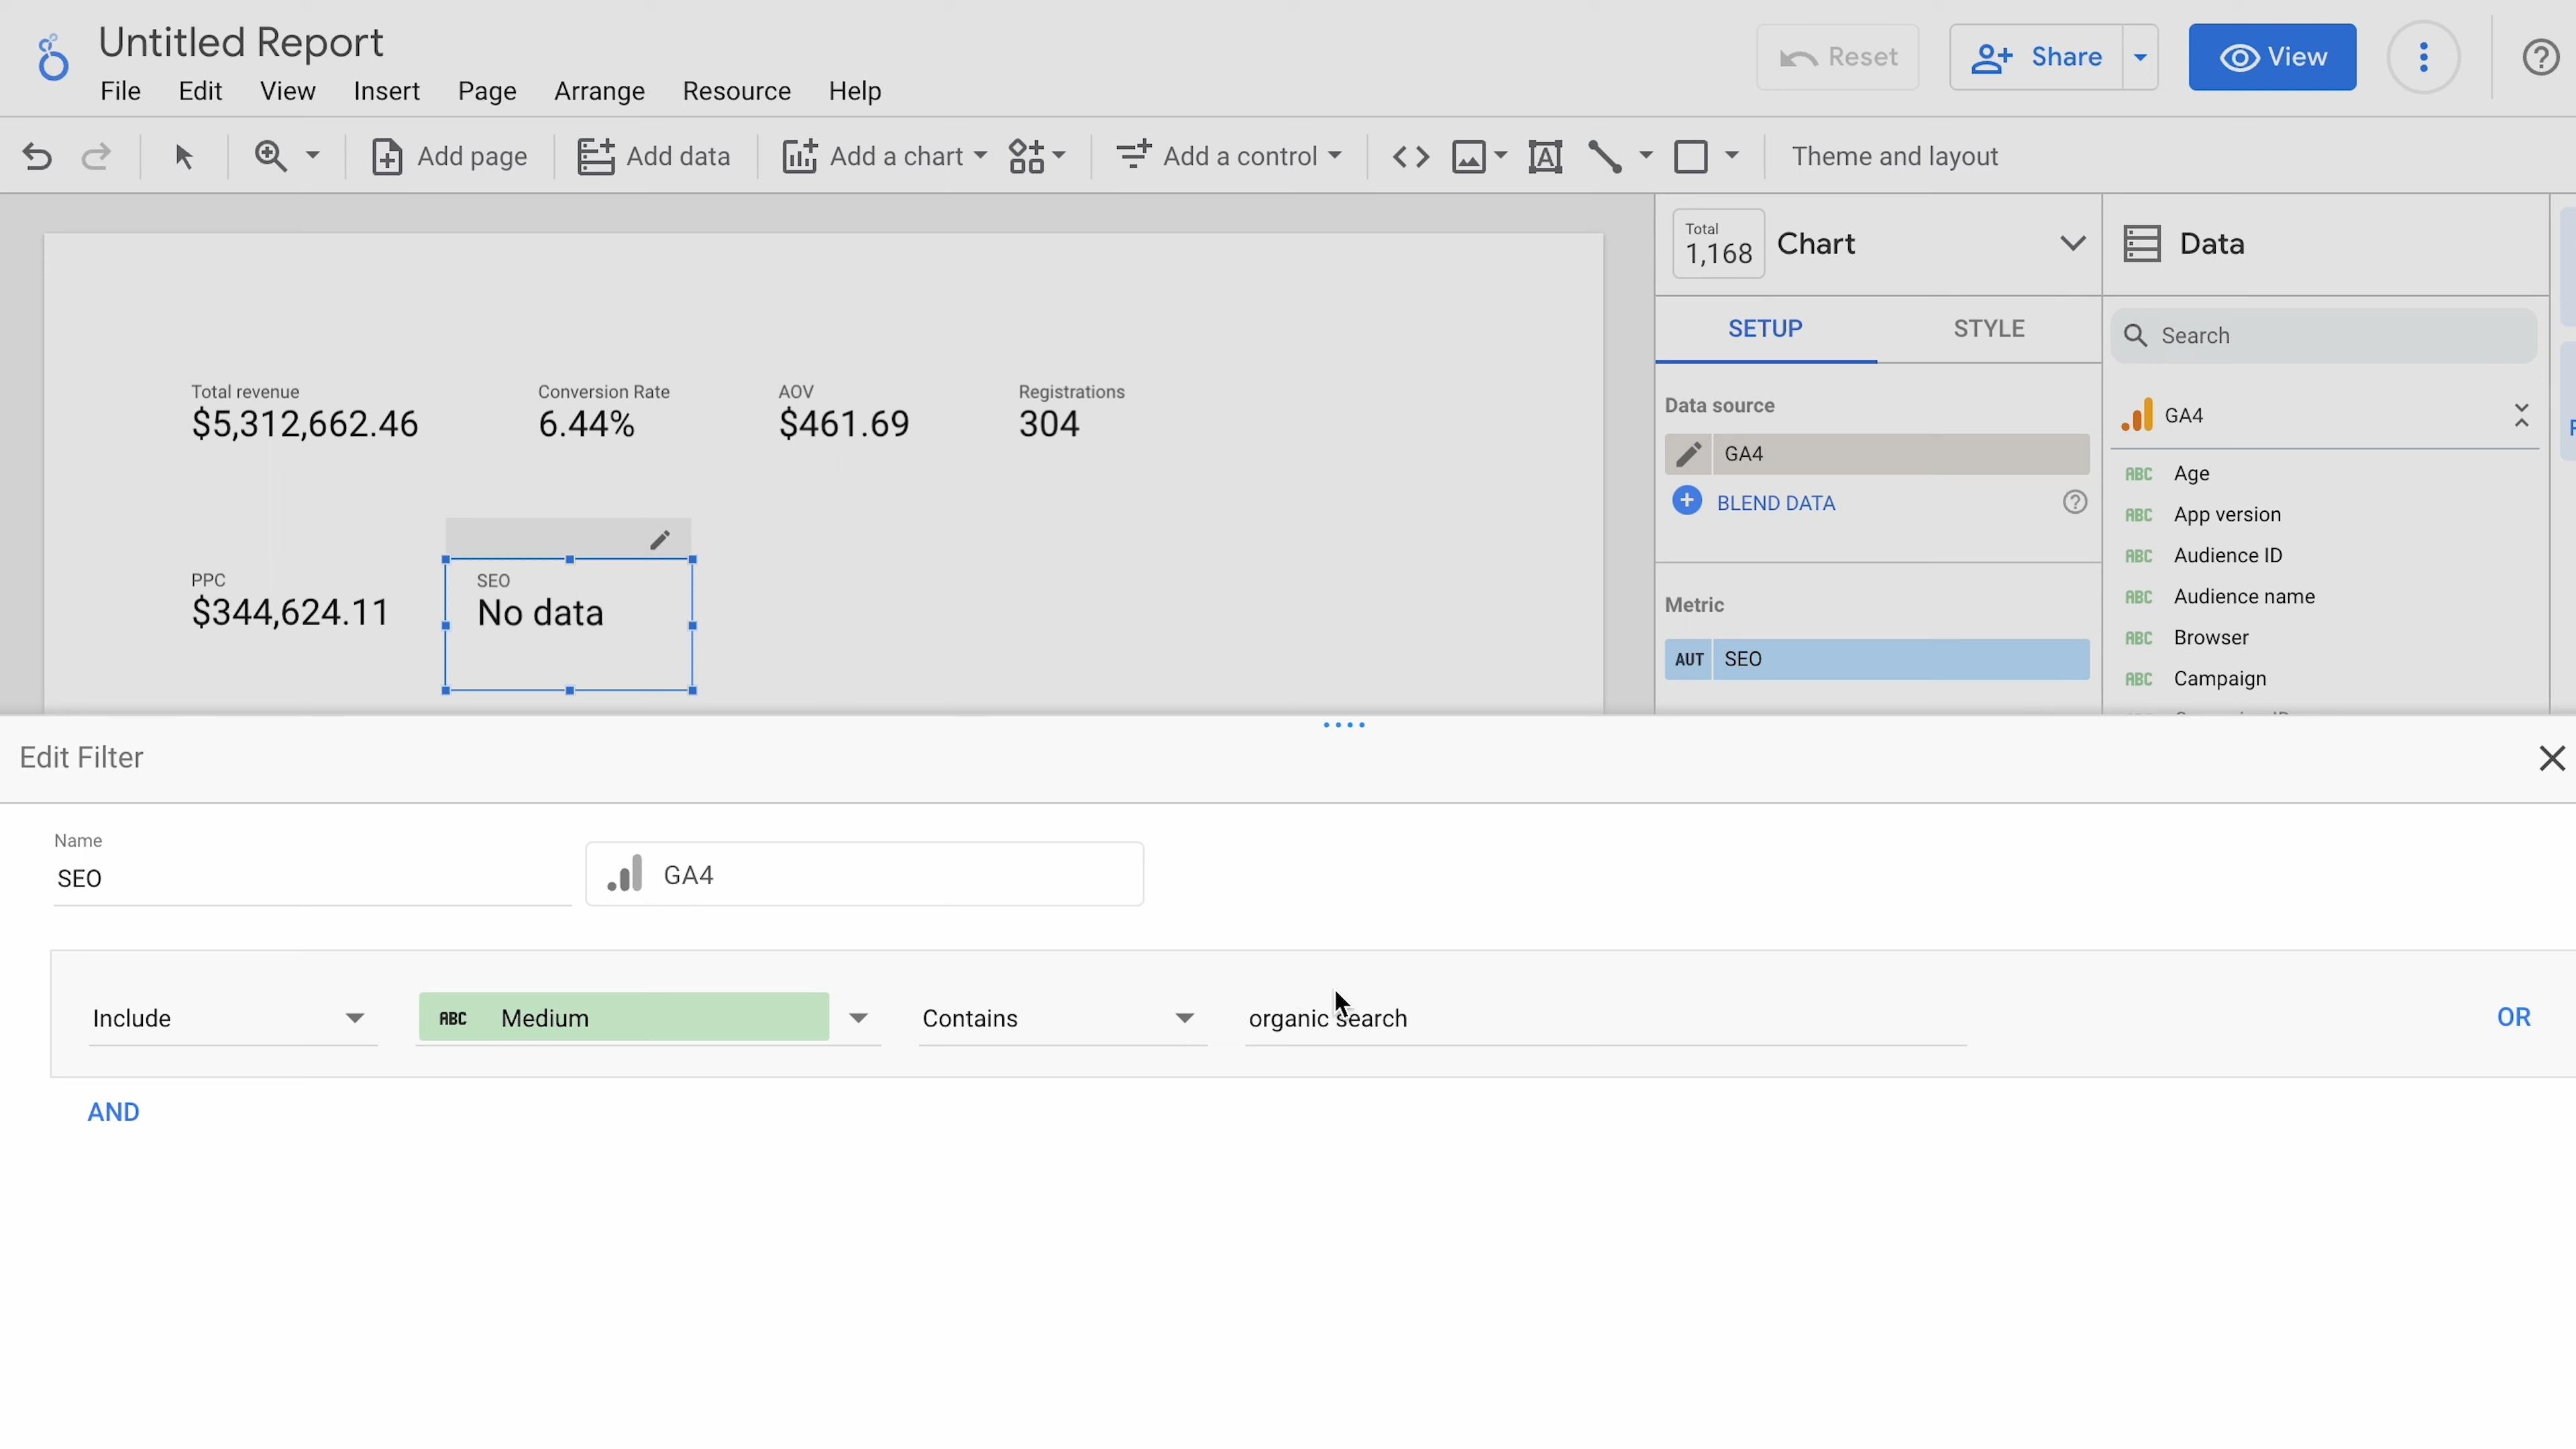 Untitled Report
File Edit View Insert Page Arrange Resource Help
Reset
Share
View
Add page
Add data
Add a chart
Add a control
Theme and layout
Total revenue
$5,312,662.46
Conversion Rate
6.44%
AOV
$461.69
Registrations
304
PPC
$344,624.11
SEO
No data
Total
1,168
Chart
SETUP
STYLE
Data source
GA4
BLEND DATA
Metric
AUT SEO
Data
Search
GA4
ABC Age
ABC App version
ABC Audience ID
ABC Audience name
ABC Browser
ABC Campaign
Edit Filter
Name
SEO
GA4
Include
ABC Medium
Contains
organic search
OR
AND